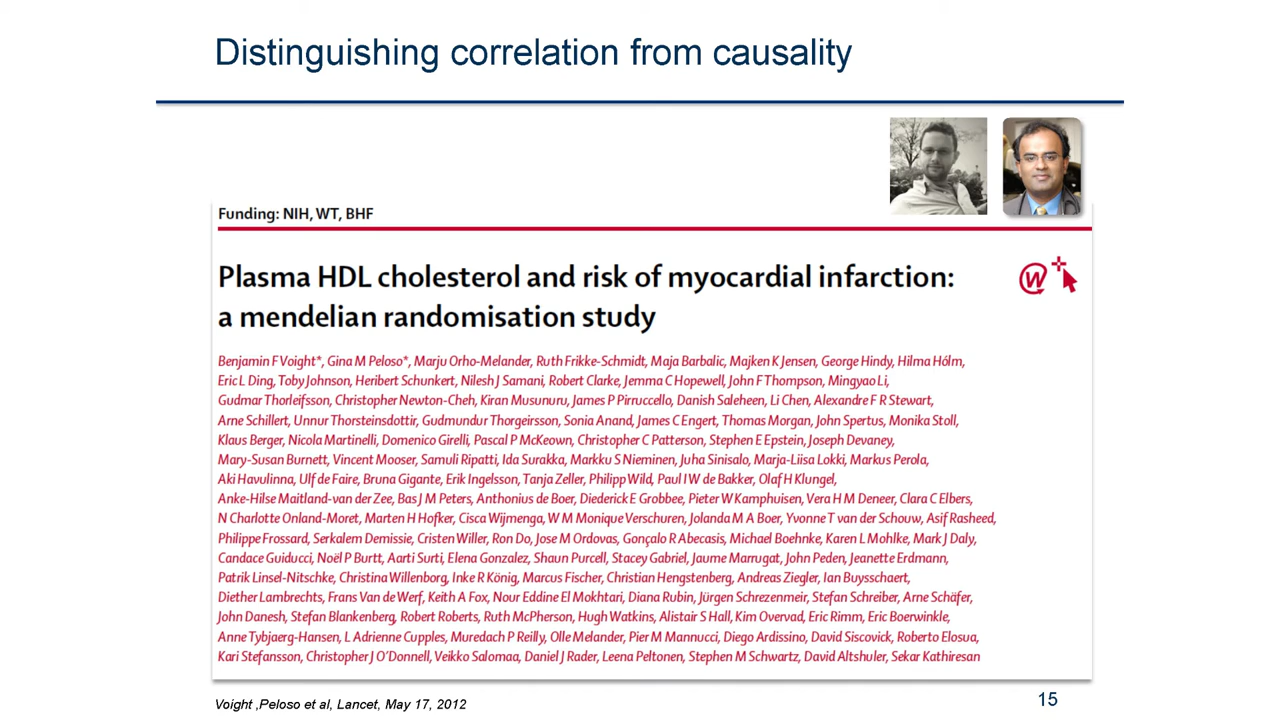 Distinguishing correlation from causality
Funding: NIH, WT, BHF
Plasma HDL cholesterol and risk of myocardial infarction:
a mendelian randomisation study
Benjamin F Voight*, Gina M Peloso*, Marju Orho-Melander, Ruth Frikke-Schmidt, Maja Barbalic, Majken K Jensen, George Hindy, Hilma Hólm,
Eric L Ding, Toby Johnson, Heribert Schunkert, Nilesh J Samani, Robert Clarke, Jemma C Hopewell, John F Thompson, Mingyao Li,
Gudmar Thorleifsson, Christopher Newton-Cheh, Kiran Musunuru, James P Pirruccello, Danish Saleheen, Li Chen, Alexandre F R Stewart,
Arne Schillert, Unnur Thorsteinsdottir, Gudmundur Thorgeirsson, Sonia Anand, James C Engert, Thomas Morgan, John Spertus, Monika Stoll,
Klaus Berger, Nicola Martinelli, Domenico Girelli, Pascal P McKeown, Christopher C Patterson, Stephen E Epstein, Joseph Devaney,
Mary-Susan Burnett, Vincent Mooser, Samuli Ripatti, Ida Surakka, Markku S Nieminen, Juha Sinisalo, Marja-Liisa Lokki, Markus Perola,
Aki Havulinna, Ulf de Faire, Bruna Gigante, Erik Ingelsson, Tanja Zeller, Philipp Wild, Paul I W de Bakker, Olaf H Klungel,
Anke-Hilse Maitland-van der Zee, Bas J M Peters, Anthonius de Boer, Diederick E Grobbee, Pieter W Kamphuisen, Vera H M Deneer, Clara C Elbers,
N Charlotte Onland-Moret, Marten H Hofker, Cisca Wijmenga, W M Monique Verschuren, Jolanda M A Boer, Yvonne T van der Schouw, Asif Rasheed,
Philippe Frossard, Serkalem Demissie, Cristen Willer, Ron Do, Jose M Ordovas, Gonçalo R Abecasis, Michael Boehnke, Karen L Mohlke, Mark J Daly,
Candace Guiducci, Noël P Burtt, Aarti Surti, Elena Gonzalez, Shaun Purcell, Stacey Gabriel, Jaume Marrugat, John Peden, Jeanette Erdmann,
Patrik Linsel-Nitschke, Christina Willenborg, Inke R König, Marcus Fischer, Christian Hengstenberg, Andreas Ziegler, Ian Buysschaert,
Diether Lambrechts, Frans Van de Werf, Keith A Fox, Nour Eddine El Mokhtari, Diana Rubin, Jürgen Schrezenmeir, Stefan Schreiber, Arne Schäfer,
John Danesh, Stefan Blankenberg, Robert Roberts, Ruth McPherson, Hugh Watkins, Alistair S Hall, Kim Overvad, Eric Rimm, Eric Boerwinkle,
Anne Tybjaerg-Hansen, L Adrienne Cupples, Muredach P Reilly, Olle Melander, Pier M Mannucci, Diego Ardissino, David Siscovick, Roberto Elosua,
Kari Stefansson, Christopher J O'Donnell, Veikko Salomaa, Daniel J Rader, Leena Peltonen, Stephen M Schwartz, David Altshuler, Sekar Kathiresan
Voight ,Peloso et al, Lancet, May 17, 2012
15